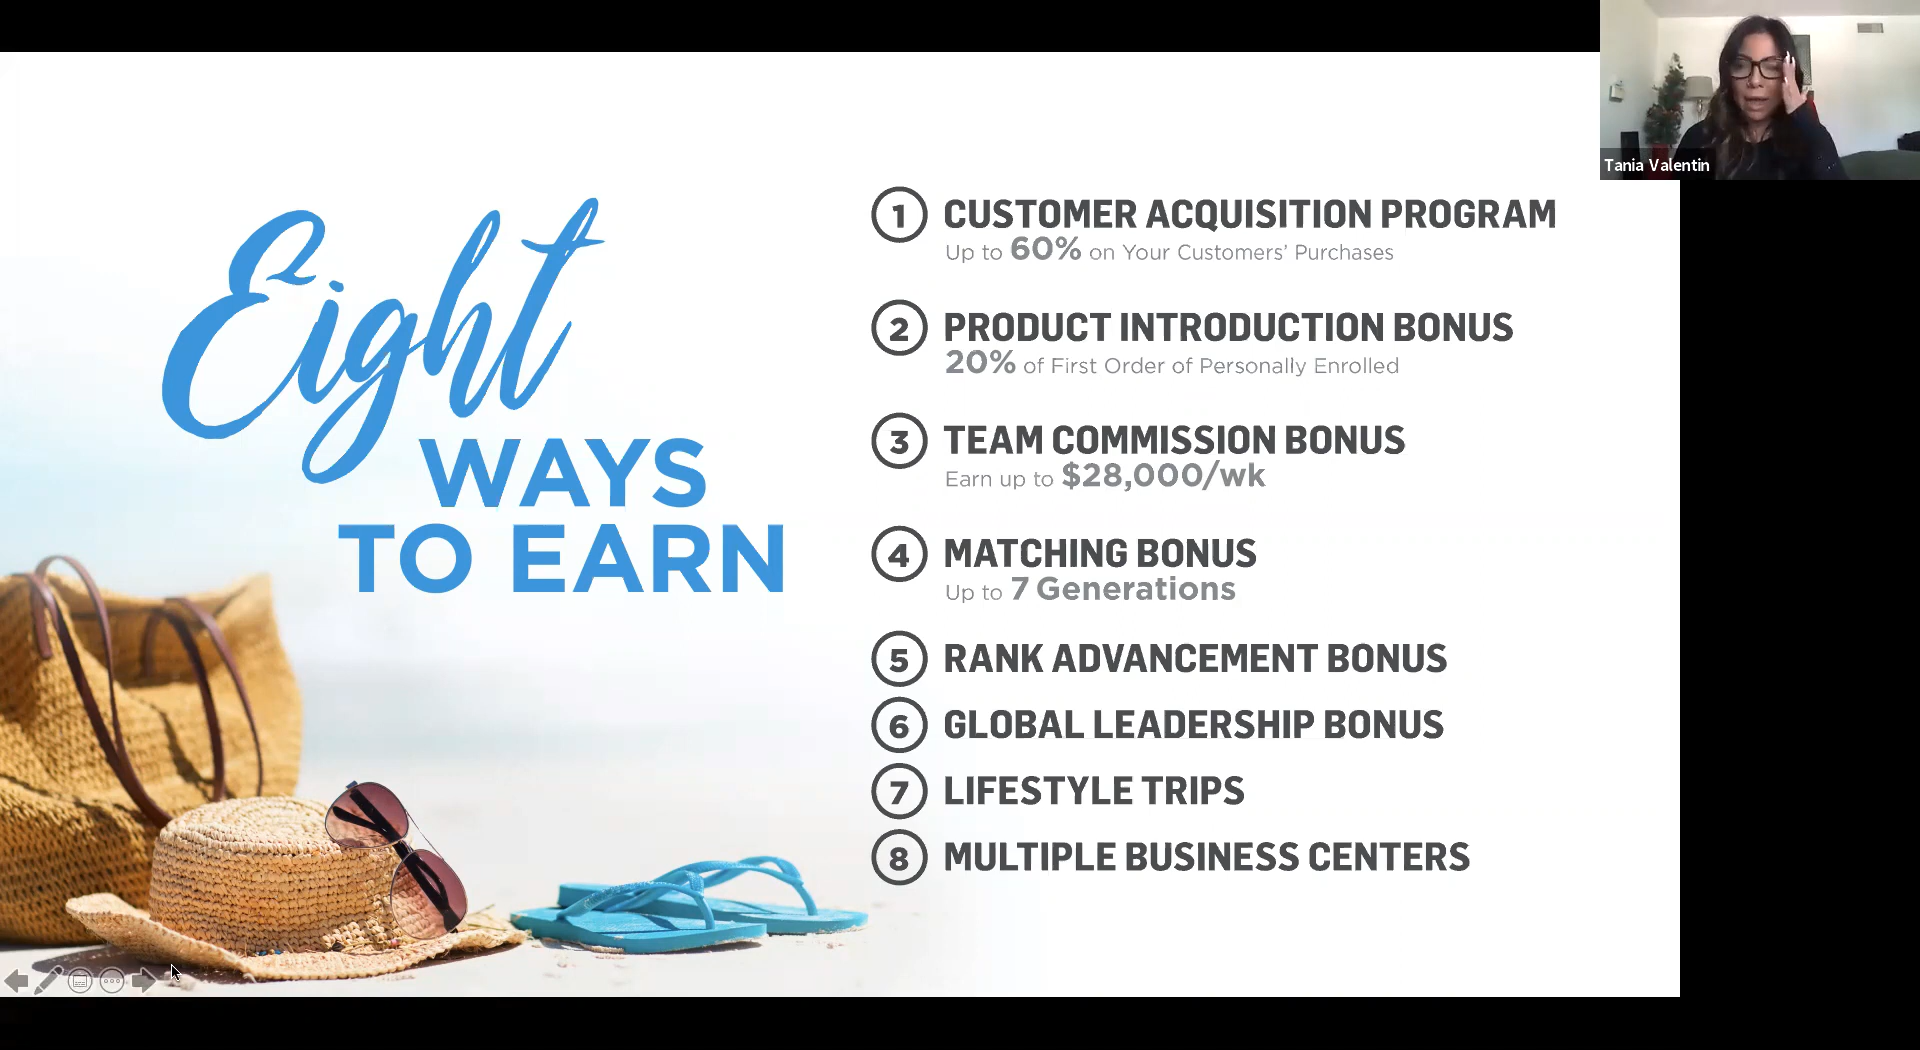 Tania Valentin
Eight
WAYS
TO EARN
1 CUSTOMER ACQUISITION PROGRAM
Up to 60% on Your Customers' Purchases
2 PRODUCT INTRODUCTION BONUS
20% of First Order of Personally Enrolled
3 TEAM COMMISSION BONUS
Earn up to $28,000/wk
4 MATCHING BONUS
Up to 7 Generations
5 RANK ADVANCEMENT BONUS
6 GLOBAL LEADERSHIP BONUS
7 LIFESTYLE TRIPS
8 MULTIPLE BUSINESS CENTERS